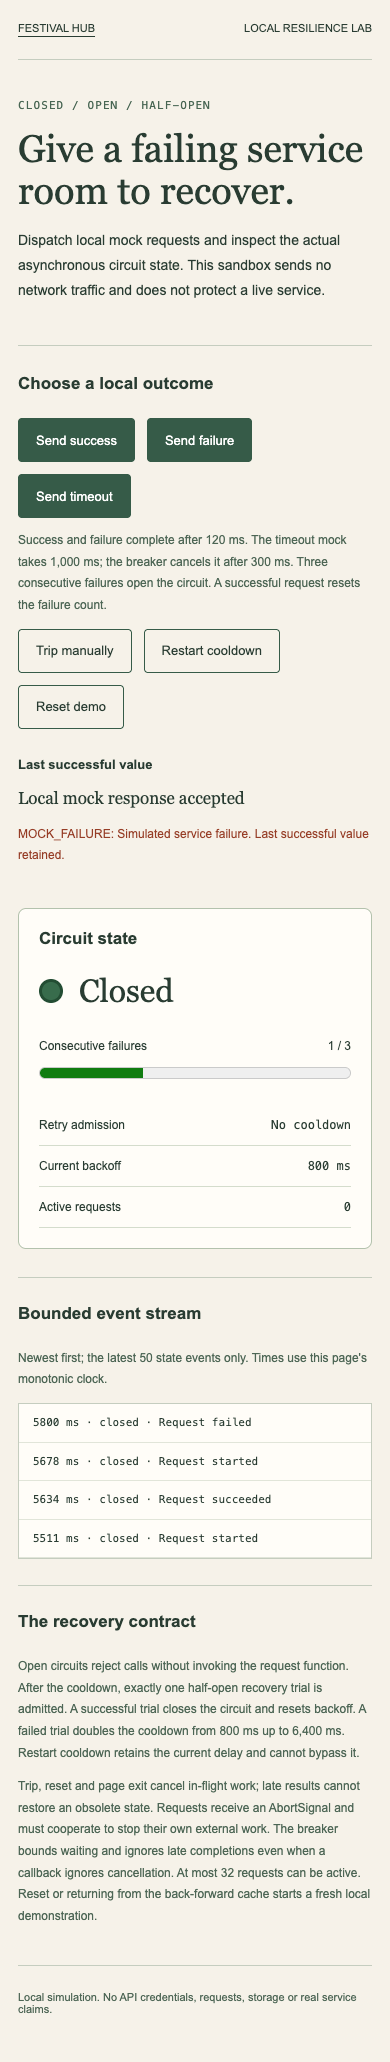 FESTIVAL HUB
LOCAL RESILIENCE LAB
CLOSED / OPEN / HALF-OPEN
Give a failing service
room to recover.
Dispatch local mock requests and inspect the actual
asynchronous circuit state. This sandbox sends no
network traffic and does not protect a live service.
Choose a local outcome
Send success
Send failure
Send timeout
Success and failure complete after 120 ms. The timeout mock
takes 1,000 ms; the breaker cancels it after 300 ms. Three
consecutive failures open the circuit. A successful request resets
the failure count.
Trip manually
Restart cooldown
Reset demo
Last successful value
Local mock response accepted
MOCK_FAILURE: Simulated service failure. Last successful value
retained.
Circuit state
Closed
Consecutive failures 1 / 3
Retry admission No cooldown
Current backoff 800 ms
Active requests 0
Bounded event stream
Newest first; the latest 50 state events only. Times use this page's
monotonic clock.
5800 ms · closed · Request failed
5678 ms · closed · Request started
5634 ms · closed · Request succeeded
5511 ms · closed · Request started
The recovery contract
Open circuits reject calls without invoking the request function.
After the cooldown, exactly one half-open recovery trial is
admitted. A successful trial closes the circuit and resets backoff. A
failed trial doubles the cooldown from 800 ms up to 6,400 ms.
Restart cooldown retains the current delay and cannot bypass it.
Trip, reset and page exit cancel in-flight work; late results cannot
restore an obsolete state. Requests receive an AbortSignal and
must cooperate to stop their own external work. The breaker
bounds waiting and ignores late completions even when a
callback ignores cancellation. At most 32 requests can be active.
Reset or returning from the back-forward cache starts a fresh local
demonstration.
Local simulation. No API credentials, requests, storage or real service
claims.